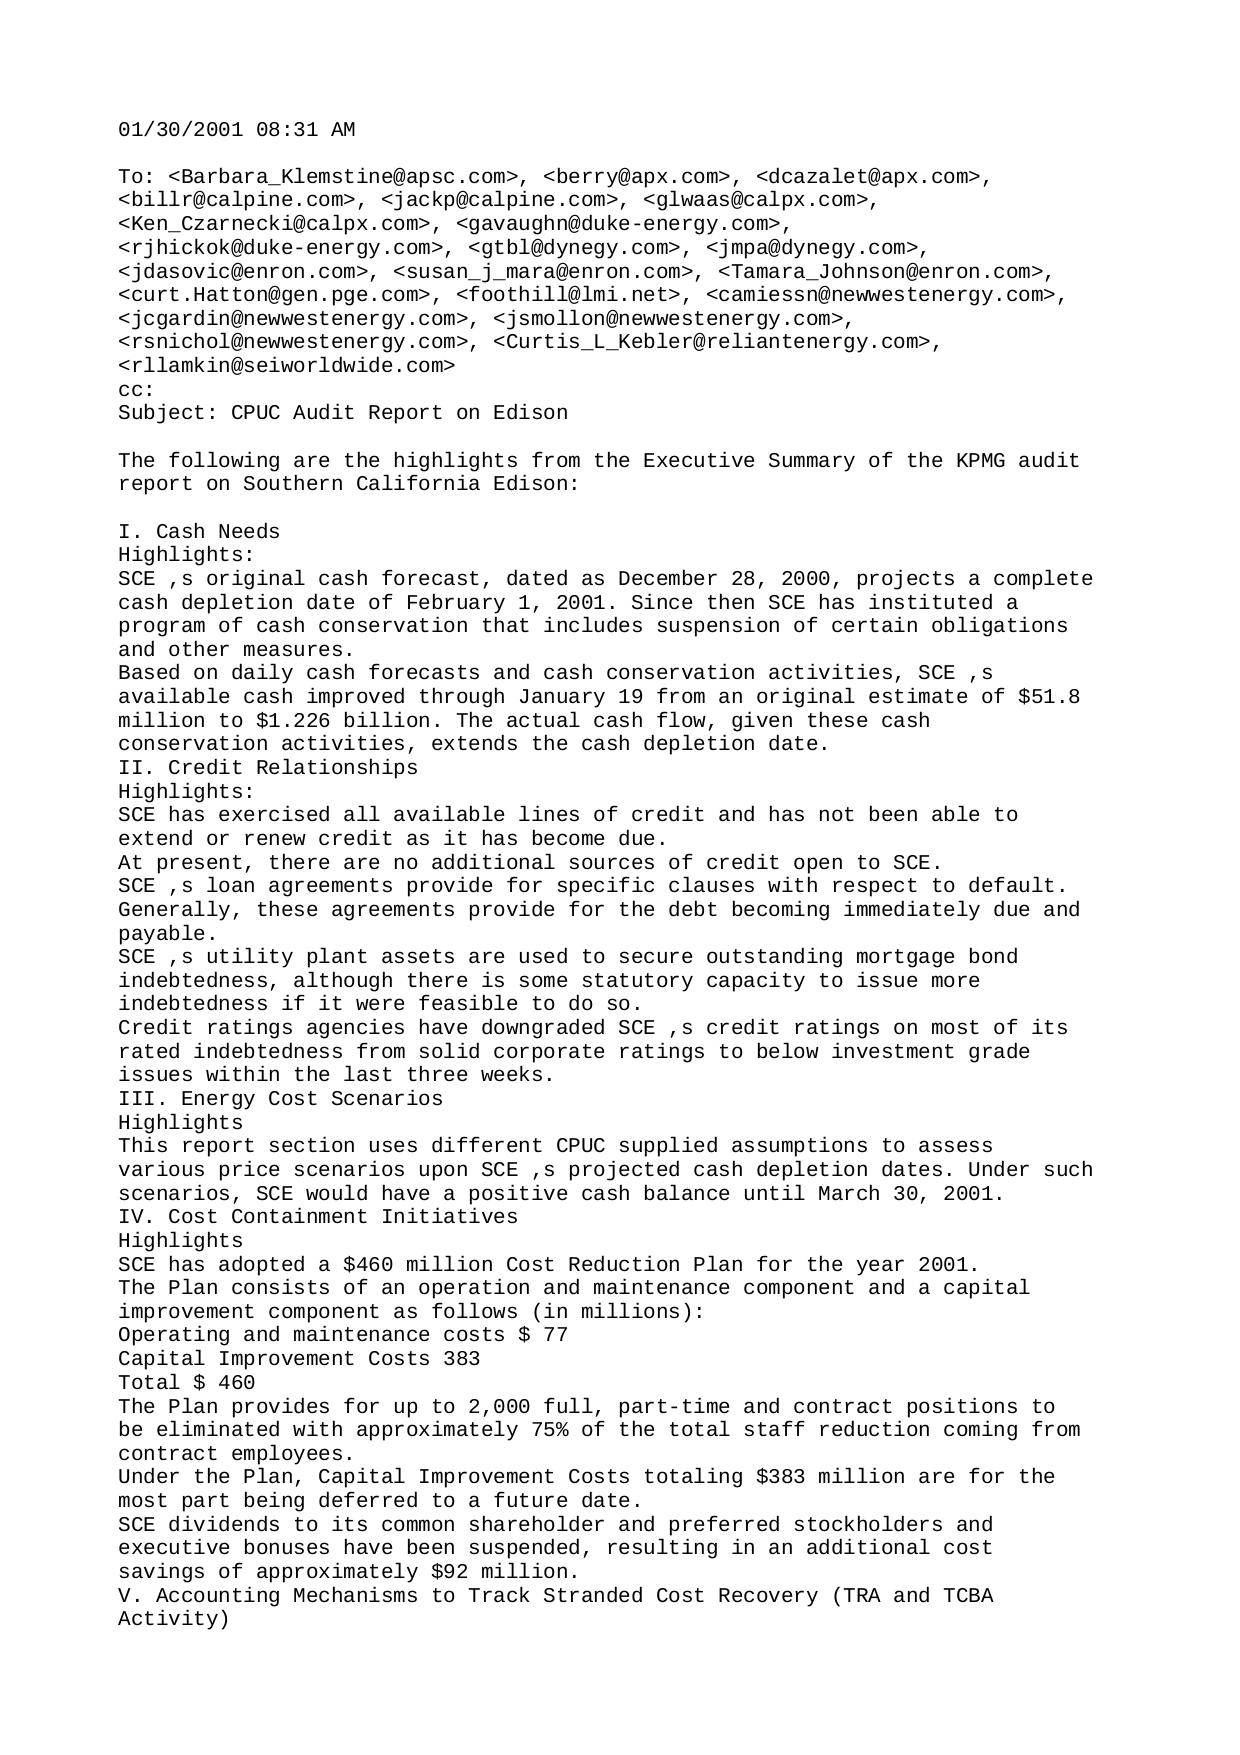 01/30/2001 08:31 AM
To: <Barbara_Klemstine@apsc.com>, <berry@apx.com>, <dcazalet@apx.com>,
<billr@calpine.com>, <jackp@calpine.com>, <glwaas@calpx.com>,
<Ken_Czarnecki@calpx.com>, <gavaughn@duke-energy.com>,
<rjhickok@duke-energy.com>, <gtbl@dynegy.com>, <jmpa@dynegy.com>,
<jdasovic@enron.com>, <susan_j_mara@enron.com>, <Tamara_Johnson@enron.com>,
<curt.Hatton@gen.pge.com>, <foothill@lmi.net>, <camiessn@newwestenergy.com>,
<jcgardin@newwestenergy.com>, <jsmollon@newwestenergy.com>,
<rsnichol@newwestenergy.com>, <Curtis_L_Kebler@reliantenergy.com>,
<rllamkin@seiworldwide.com>
cc:
Subject: CPUC Audit Report on Edison
The following are the highlights from the Executive Summary of the KPMG audit
report on Southern California Edison:
I. Cash Needs
Highlights:
SCE ,s original cash forecast, dated as December 28, 2000, projects a complete
cash depletion date of February 1, 2001. Since then SCE has instituted a
program of cash conservation that includes suspension of certain obligations
and other measures.
Based on daily cash forecasts and cash conservation activities, SCE ,s
available cash improved through January 19 from an original estimate of $51.8
million to $1.226 billion. The actual cash flow, given these cash
conservation activities, extends the cash depletion date.
II. Credit Relationships
Highlights:
SCE has exercised all available lines of credit and has not been able to
extend or renew credit as it has become due.
At present, there are no additional sources of credit open to SCE.
SCE ,s loan agreements provide for specific clauses with respect to default.
Generally, these agreements provide for the debt becoming immediately due and
payable.
SCE ,s utility plant assets are used to secure outstanding mortgage bond
indebtedness, although there is some statutory capacity to issue more
indebtedness if it were feasible to do so.
Credit ratings agencies have downgraded SCE ,s credit ratings on most of its
rated indebtedness from solid corporate ratings to below investment grade
issues within the last three weeks.
III. Energy Cost Scenarios
Highlights
This report section uses different CPUC supplied assumptions to assess
various price scenarios upon SCE ,s projected cash depletion dates. Under such
scenarios, SCE would have a positive cash balance until March 30, 2001.
IV. Cost Containment Initiatives
Highlights
SCE has adopted a $460 million Cost Reduction Plan for the year 2001.
The Plan consists of an operation and maintenance component and a capital
improvement component as follows (in millions):
Operating and maintenance costs $ 77
Capital Improvement Costs 383
Total $ 460
The Plan provides for up to 2,000 full, part-time and contract positions to
be eliminated with approximately 75% of the total staff reduction coming from
contract employees.
Under the Plan, Capital Improvement Costs totaling $383 million are for the
most part being deferred to a future date.
SCE dividends to its common shareholder and preferred stockholders and
executive bonuses have been suspended, resulting in an additional cost
savings of approximately $92 million.
V. Accounting Mechanisms to Track Stranded Cost Recovery (TRA and TCBA
Activity)